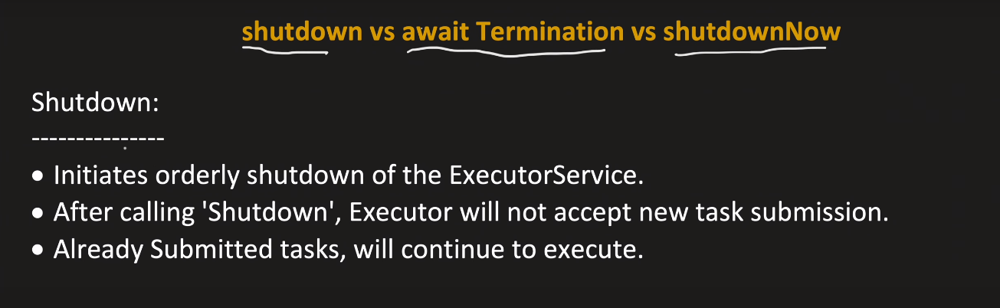 shutdown vs await Termination vs shutdownNow
Shutdown:
---------------
• Initiates orderly shutdown of the ExecutorService.
• After calling 'Shutdown', Executor will not accept new task submission.
• Already Submitted tasks, will continue to execute.